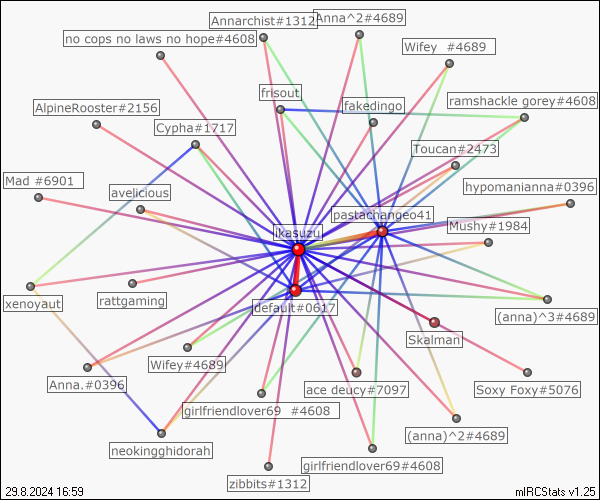 Annarchist#1312
Anna^2#4689
no cops no laws no hope#4608
Wifey  #4689
frisout
fakedingo
ramshackle gorey#4608
AlpineRooster#2156
Cypha#1717
Toucan#2473
Mad #6901
avelicious
hypomanianna#0396
pastachangeo41
Mushy#1984
ikasuzu
xenoyaut
rattgaming
default#0617
(anna)^3#4689
Skalman
Wifey#4689
Anna.#0396
ace deucy#7097
Soxy Foxy#5076
girlfriendlover69  #4608
(anna)^2#4689
neokingghidorah
girlfriendlover69#4608
zibbits#1312
29.8.2024 16:59
mIRCStats v1.25